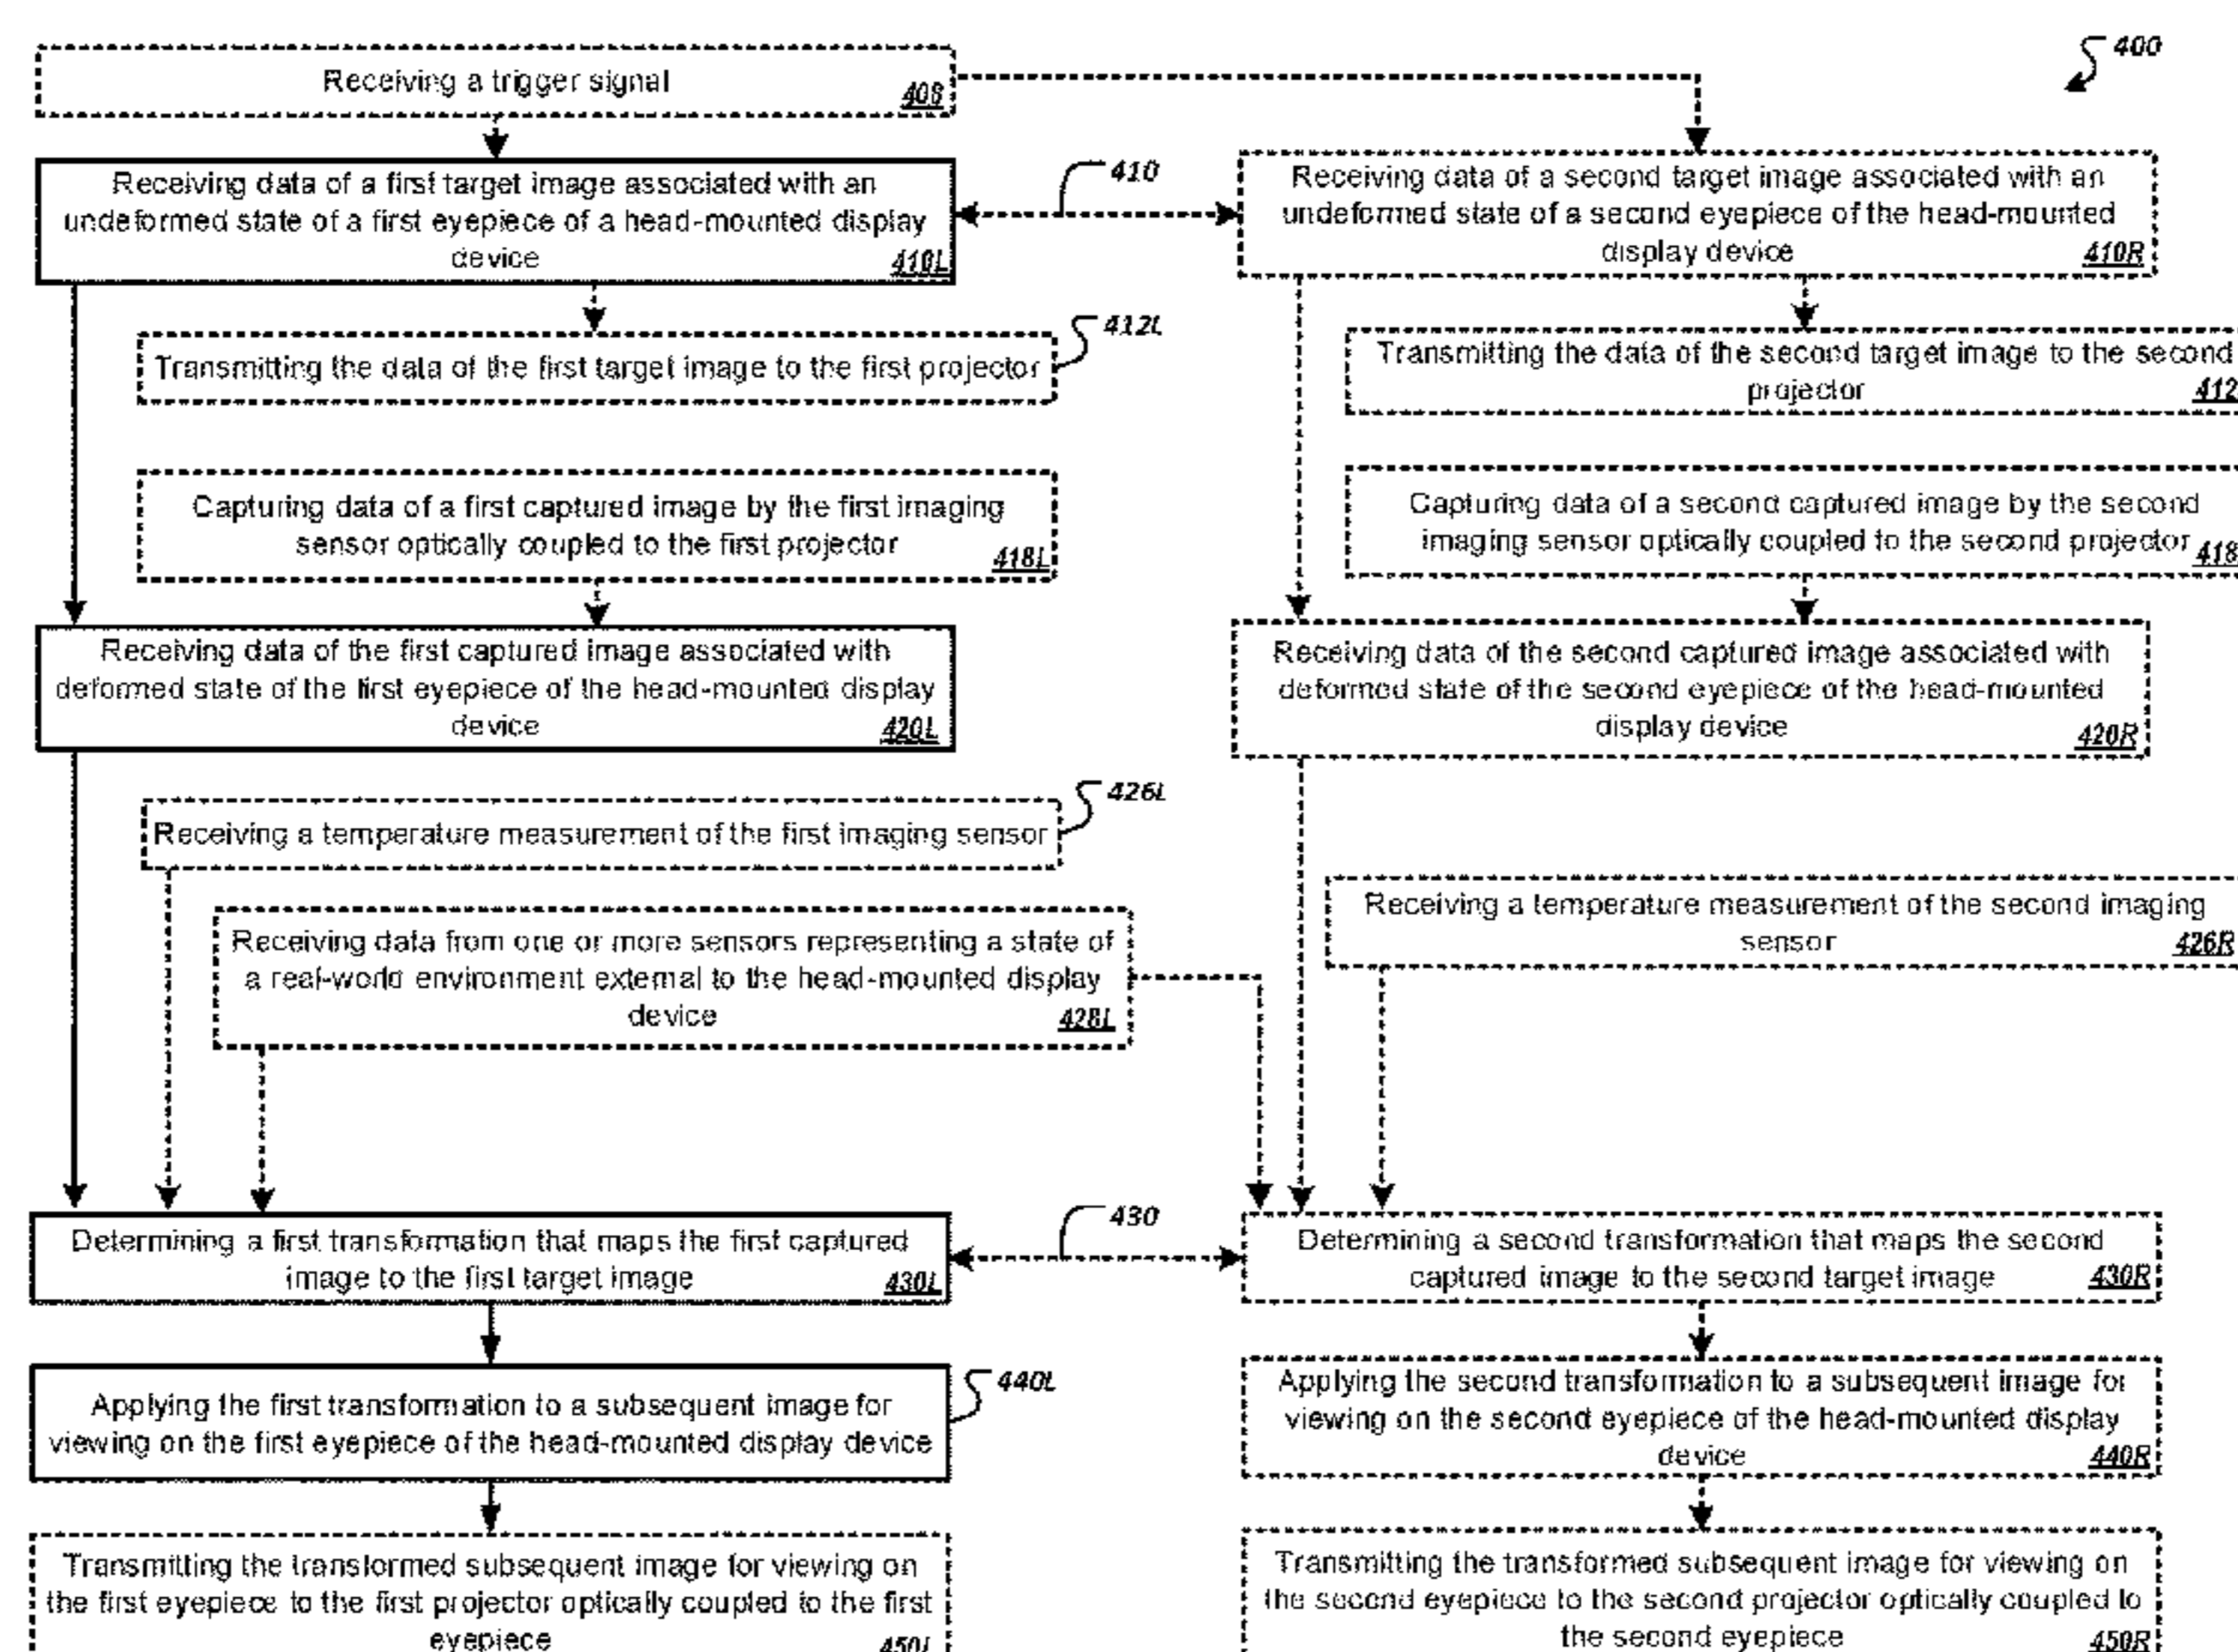 400
Receiving a trigger signal
408
Receiving data of a first target image associated with an
undeformed state of a first eyepiece of a head-mounted display
device
410L
410
Receiving data of a second target image associated with an
undeformed state of a second eyepiece of the head-mounted
display device
410R
Transmitting the data of the first target image to the first projector
412L
Transmitting the data of the second target image to the second
projector
412
Capturing data of a first captured image by the first imaging
sensor optically coupled to the first projector
418L
Capturing data of a second captured image by the second
imaging sensor optically coupled to the second projector
418
Receiving data of the first captured image associated with
deformed state of the first eyepiece of the head-mounted display
device
420L
Receiving data of the second captured image associated with
deformed state of the second eyepiece of the head-mounted
display device
420R
Receiving a temperature measurement of the first imaging sensor
426L
Receiving data from one or more sensors representing a state of
a real-world environment external to the head-mounted display
device
428L
Receiving a temperature measurement of the second imaging
sensor
426R
Determining a first transformation that maps the first captured
image to the first target image
430L
430
Determining a second transformation that maps the second
captured image to the second target image
430R
Applying the first transformation to a subsequent image for
viewing on the first eyepiece of the head-mounted display device
440L
Applying the second transformation to a subsequent image for
viewing on the second eyepiece of the head-mounted display
device
440R
Transmitting the transformed subsequent image for viewing on
the first eyepiece to the first projector optically coupled to the first
eyepiece
450L
Transmitting the transformed subsequent image for viewing on
the second eyepiece to the second projector optically coupled to
the second eyepiece
450R